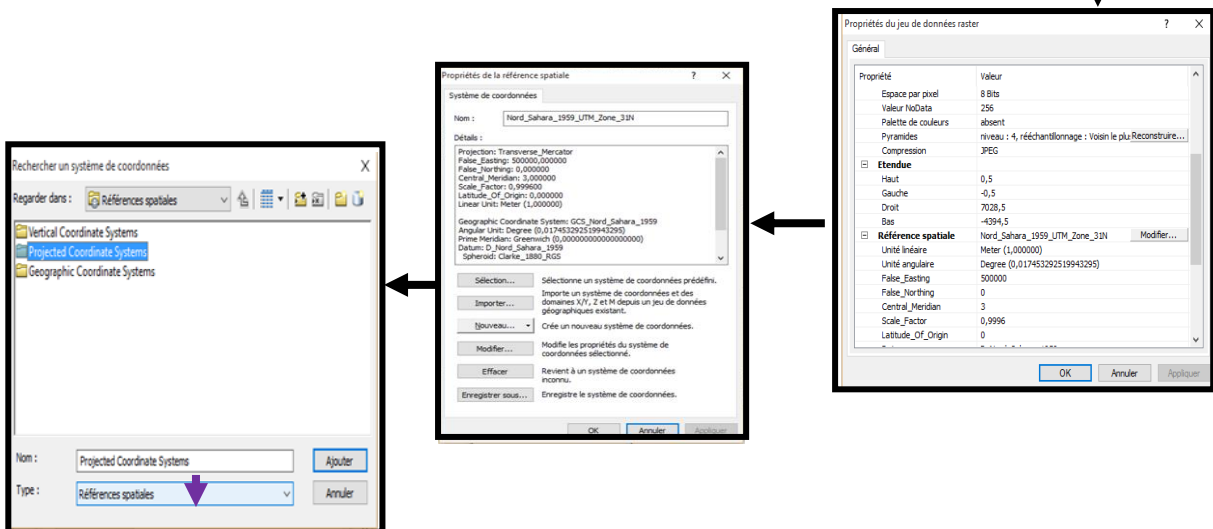 Propriétés du jeu de données raster ? X
Général
Propriété Valeur
Espace par pixel 8 Bits
Valeur NoData 256
Palette de couleurs absent
Pyramides niveau : 4, rééchantillonnage : Voisin le plu Reconstruire...
Compression JPEG
Etendue
Haut 0,5
Gauche -0,5
Droit 7028,5
Bas -4394,5
Référence spatiale Nord_Sahara_1959_UTM_Zone_31N Modifier...
Unité linéaire Meter (1,000000)
Unité angulaire Degree (0,017453292519943295)
False_Easting 500000
False_Northing 0
Central_Meridian 3
Scale_Factor 0,9996
Latitude_Of_Origin 0
OK Annuler Appliquer
Propriétés de la référence spatiale ? X
Système de coordonnées
Nom : Nord_Sahara_1959_UTM_Zone_31N
Détails :
Projection: Transverse_Mercator
False_Easting: 500000,000000
False_Northing: 0,000000
Central_Meridian: 3,000000
Scale_Factor: 0,999600
Latitude_Of_Origin: 0,000000
Linear Unit: Meter (1,000000)
Geographic Coordinate System: GCS_Nord_Sahara_1959
Angular Unit: Degree (0,017453292519943295)
Prime Meridian: Greenwich (0,000000000000000000)
Datum: D_Nord_Sahara_1959
Spheroid: Clarke_1880_RGS
Sélection... Sélectionne un système de coordonnées prédéfini.
Importer... Importe un système de coordonnées et des
domaines X/Y, Z et M depuis un jeu de données
géographiques existant.
Nouveau... Crée un nouveau système de coordonnées.
Modifier... Modifie les propriétés du système de
coordonnées sélectionné.
Effacer Revient à un système de coordonnées
inconnu.
Enregistrer sous... Enregistre le système de coordonnées.
OK Annuler Appliquer
Rechercher un système de coordonnées X
Regarder dans : Références spatiales
Vertical Coordinate Systems
Projected Coordinate Systems
Geographic Coordinate Systems
Nom : Projected Coordinate Systems Ajouter
Type : Références spatiales Annuler